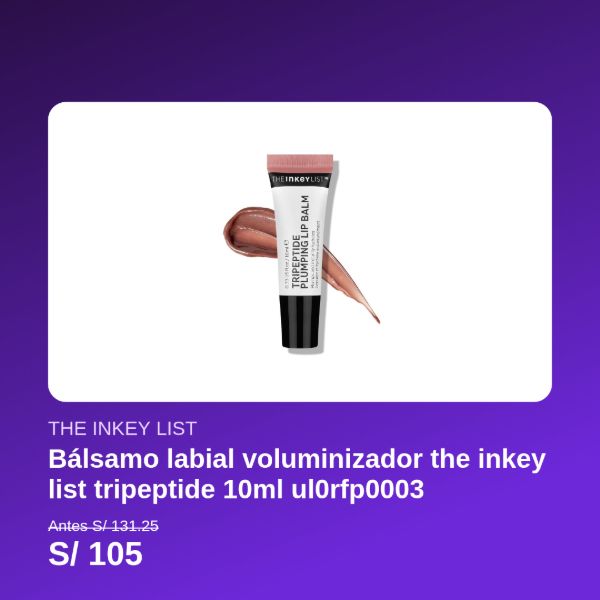 THE INKEY LIST™
TRIPEPTIDE
PLUMPING LIP BALM
THE INKEY LIST
Bálsamo labial voluminizador the inkey
list tripeptide 10ml ul0rfp0003
Antes S/ 131.25
S/ 105